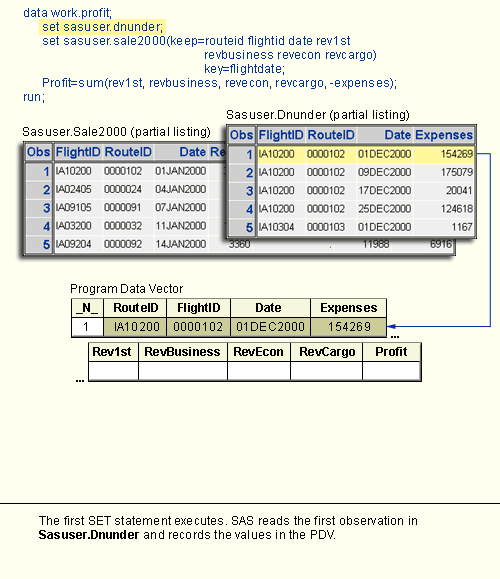 data work.profit;
set sasuser.dnunder;
set sasuser.sale2000(keep=routeid flightid date rev1st
revbusiness revecon revcargo)
key=flightdate;
Profit=sum(rev1st, revbusiness, revecon, revcargo, -expenses);
run;
Sasuser.Dnunder (partial listing)
Obs FlightID RouteID Date Expenses
1 IA10200 0000102 01DEC2000 154269
2 IA10200 0000102 09DEC2000 175079
3 IA10200 0000102 17DEC2000 20041
4 IA10200 0000102 25DEC2000 124618
5 IA10304 0000103 01DEC2000 1167
Sasuser.Sale2000 (partial listing)
Obs FlightID RouteID Date Re
1 IA10200 0000102 01JAN2000
2 IA02405 0000024 04JAN2000
3 IA09105 0000091 07JAN2000
4 IA03200 0000032 11JAN2000
5 IA09204 0000092 14JAN2000 3360 . 11988 6916
Program Data Vector
_N_ RouteID FlightID Date Expenses
1 IA10200 0000102 01DEC2000 154269
...
Rev1st RevBusiness RevEcon RevCargo Profit
...
The first SET statement executes. SAS reads the first observation in
Sasuser.Dnunder and records the values in the PDV.